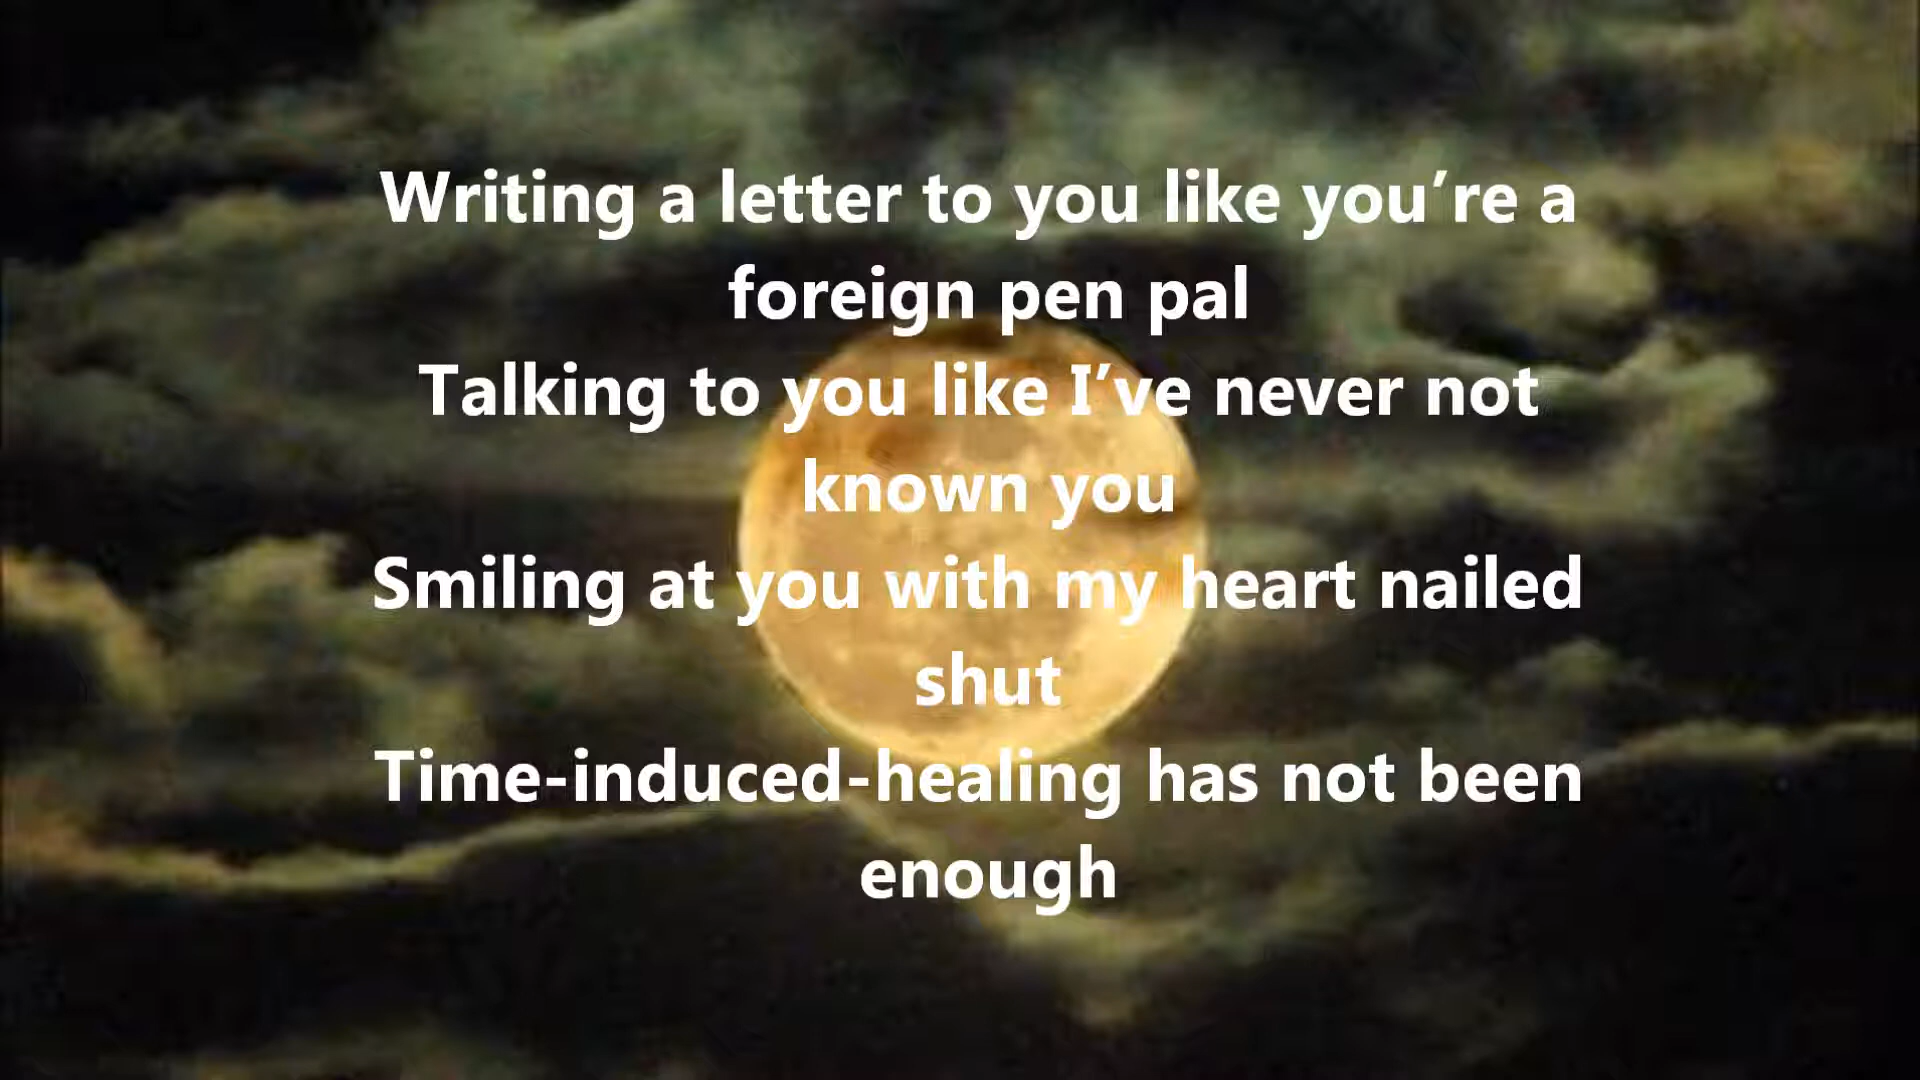 Writing a letter to you like you’re a
foreign pen pal
Talking to you like I’ve never not
known you
Smiling at you with my heart nailed
shut
Time-induced-healing has not been
enough